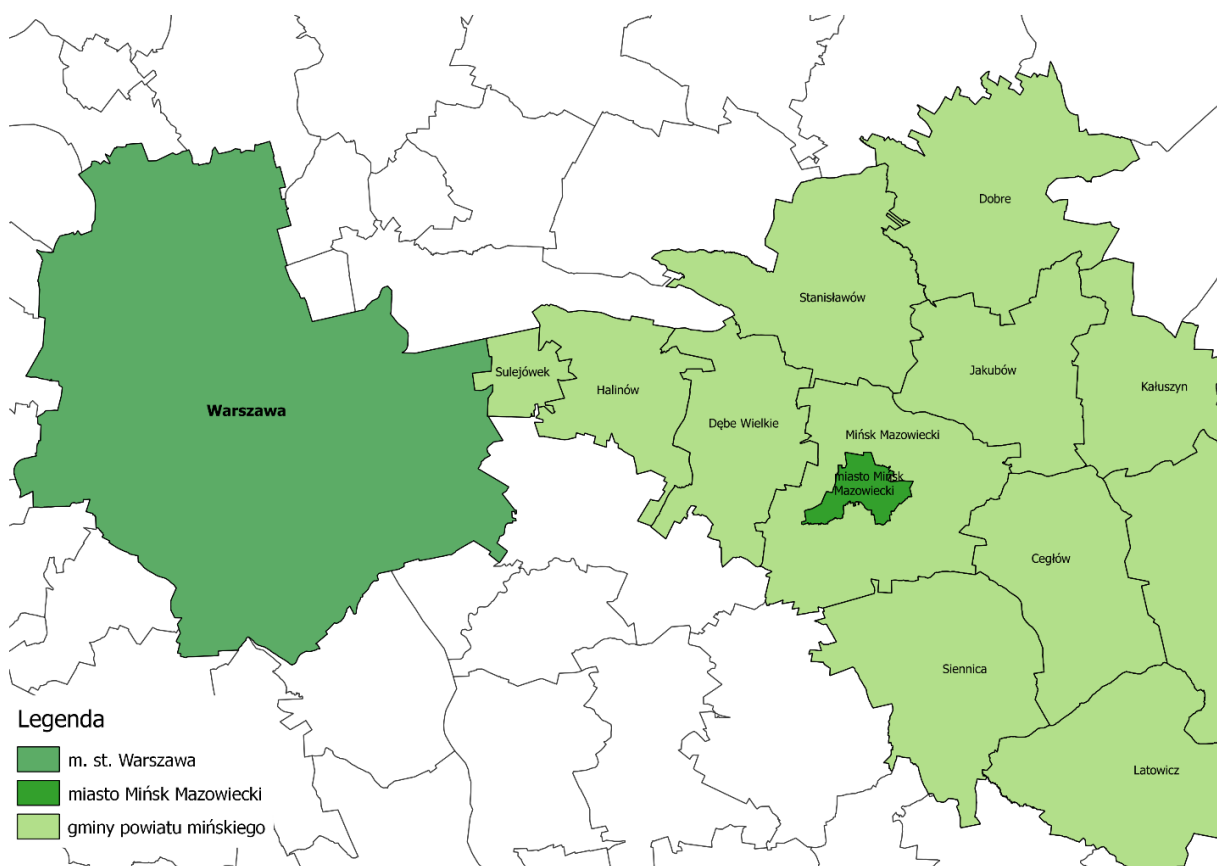 Dobre
Stanisławów
Sulejówek
Halinów
Jakubów
Kałuszyn
Warszawa
Dębe Wielkie
Mińsk Mazowiecki
miasto Mińsk
Mazowiecki
Cegłów
Siennica
Latowicz
Legenda
m. st. Warszawa
miasto Mińsk Mazowiecki
gminy powiatu mińskiego